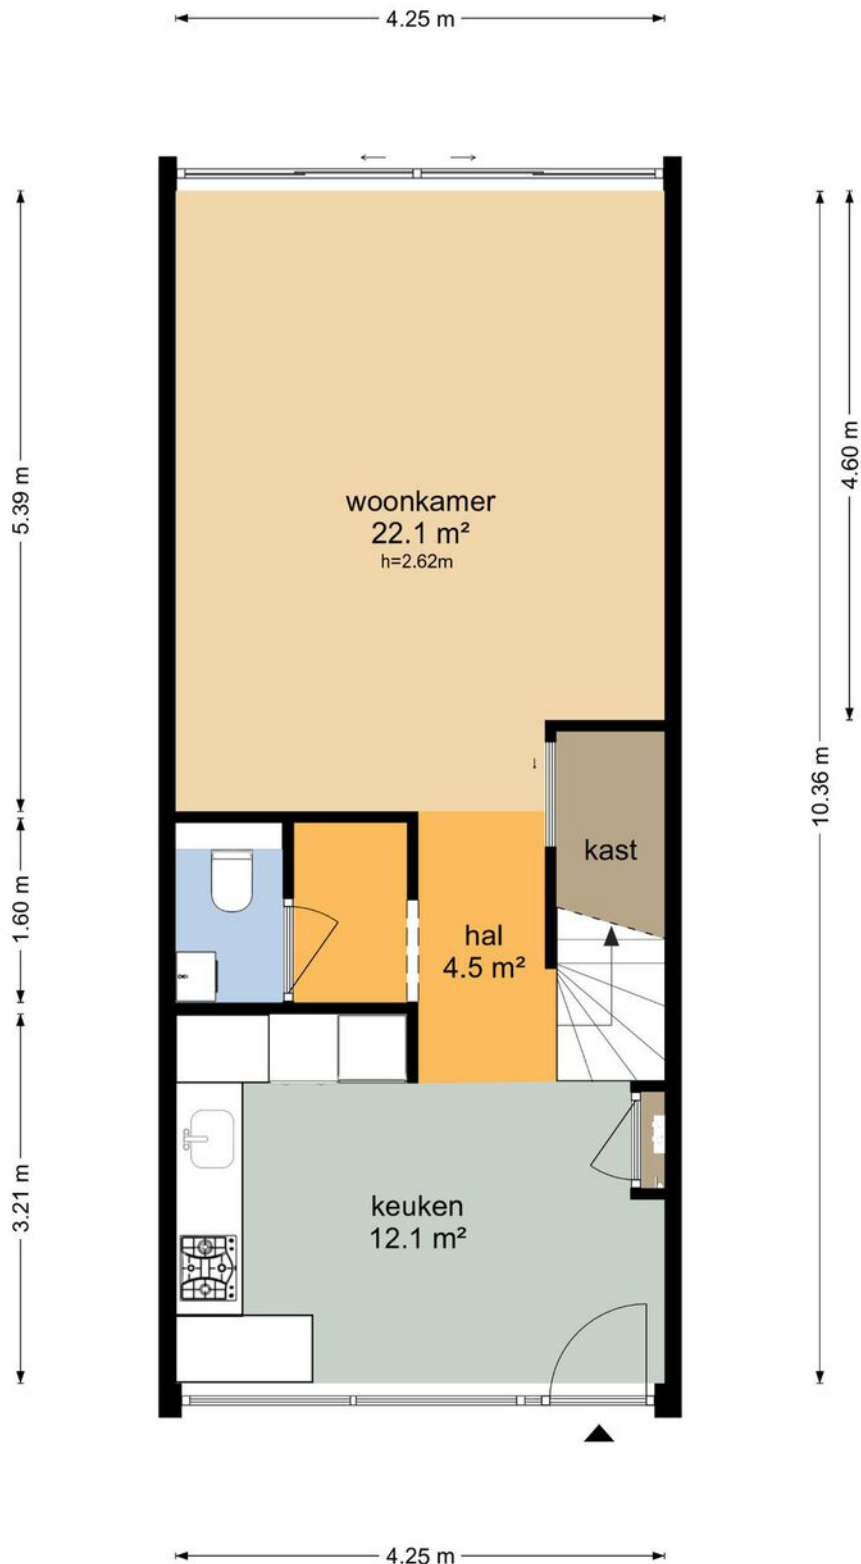 4.25 m
5.39 m
4.60 m
woonkamer
22.1 m²
h=2.62m
10.36 m
kast
1.60 m
hal
4.5 m²
3.21 m
keuken
12.1 m²
4.25 m